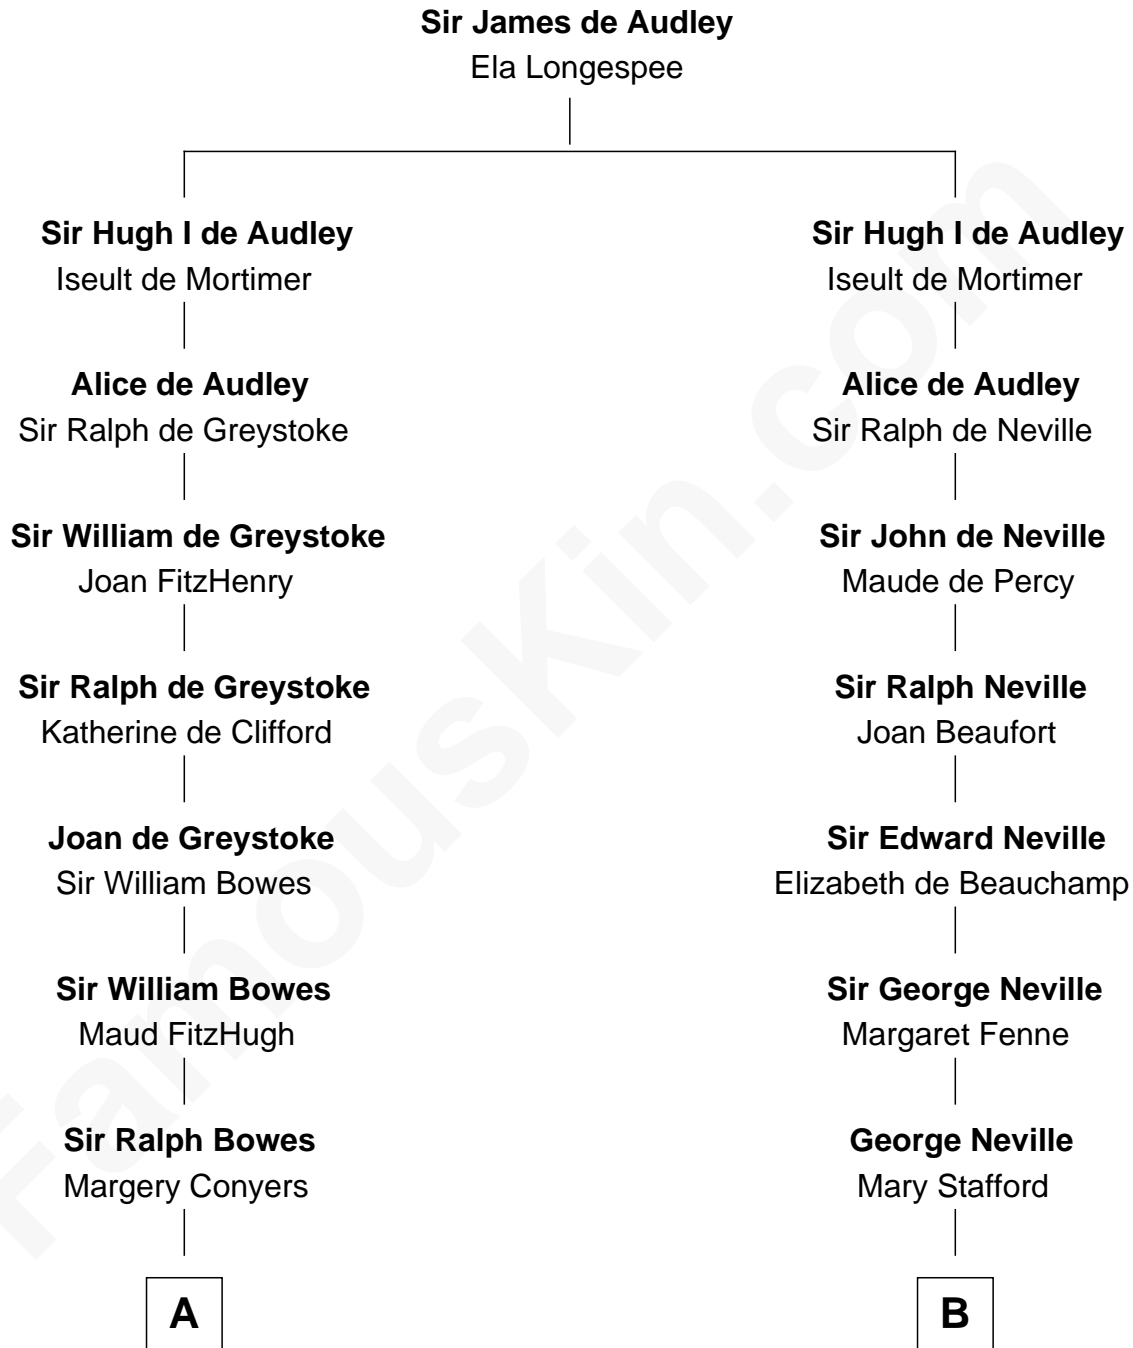 Sir James de Audley
Ela Longespee
Sir Hugh I de Audley
Iseult de Mortimer
Alice de Audley
Sir Ralph de Greystoke
Sir William de Greystoke
Joan FitzHenry
Sir Ralph de Greystoke
Katherine de Clifford
Joan de Greystoke
Sir William Bowes
Sir William Bowes
Maud FitzHugh
Sir Ralph Bowes
Margery Conyers
A
Sir Hugh I de Audley
Iseult de Mortimer
Alice de Audley
Sir Ralph de Neville
Sir John de Neville
Maude de Percy
Sir Ralph Neville
Joan Beaufort
Sir Edward Neville
Elizabeth de Beauchamp
Sir George Neville
Margaret Fenne
George Neville
Mary Stafford
B
FamousKin.com